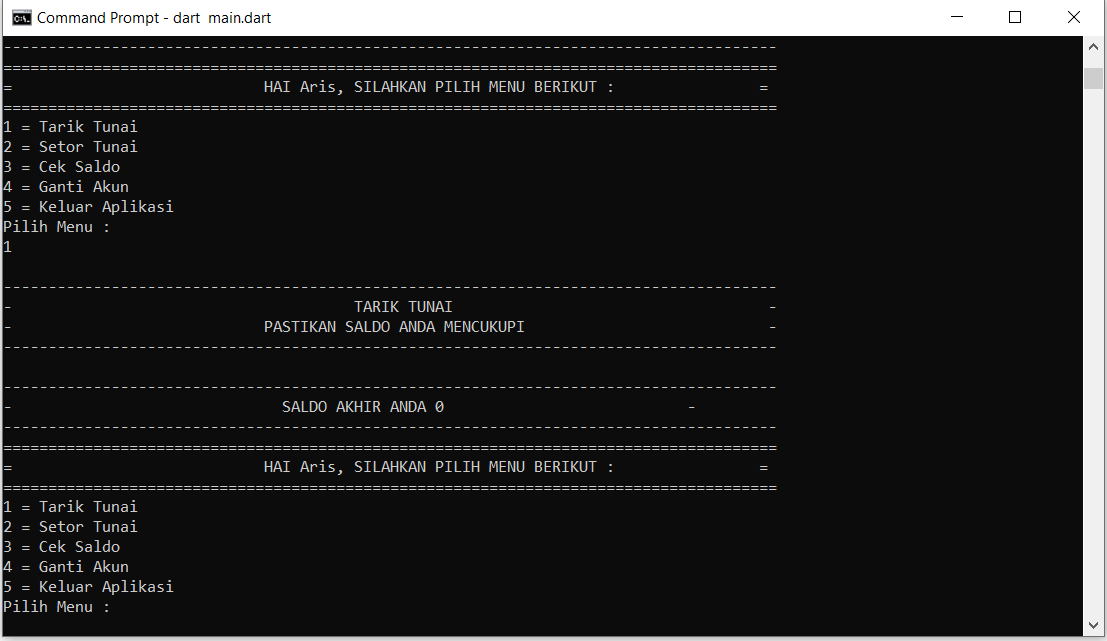 Command Prompt - dart  main.dart
--------------------------------------------------------------------------------------
======================================================================================
=                            HAI Aris, SILAHKAN PILIH MENU BERIKUT :                =
======================================================================================
1 = Tarik Tunai
2 = Setor Tunai
3 = Cek Saldo
4 = Ganti Akun
5 = Keluar Aplikasi
Pilih Menu :
1
--------------------------------------------------------------------------------------
-                                      TARIK TUNAI                                   -
-                            PASTIKAN SALDO ANDA MENCUKUPI                           -
--------------------------------------------------------------------------------------
--------------------------------------------------------------------------------------
-                              SALDO AKHIR ANDA 0                           -
--------------------------------------------------------------------------------------
======================================================================================
=                            HAI Aris, SILAHKAN PILIH MENU BERIKUT :                =
======================================================================================
1 = Tarik Tunai
2 = Setor Tunai
3 = Cek Saldo
4 = Ganti Akun
5 = Keluar Aplikasi
Pilih Menu :